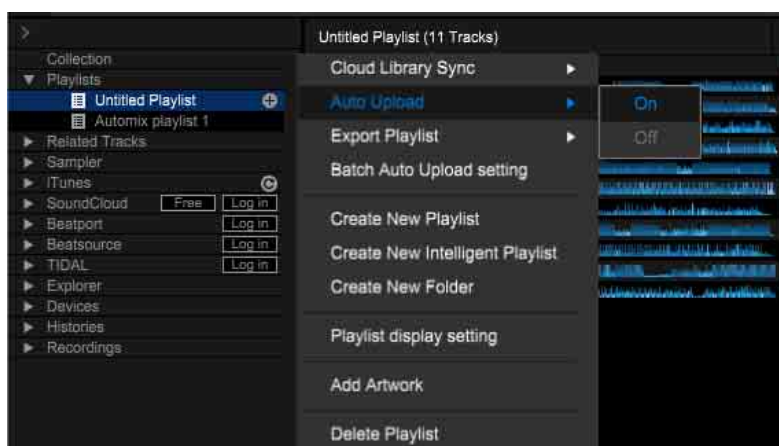 >
Untitled Playlist (11 Tracks)
Collection
Playlists
Untitled Playlist
Automix playlist 1
Related Tracks
Sampler
iTunes
SoundCloud Free Log in
Beatport Log in
Beatsource Log in
TIDAL Log in
Explorer
Devices
Histories
Recordings
Cloud Library Sync
Auto Upload
On
Off
Export Playlist
Batch Auto Upload setting
Create New Playlist
Create New Intelligent Playlist
Create New Folder
Playlist display setting
Add Artwork
Delete Playlist